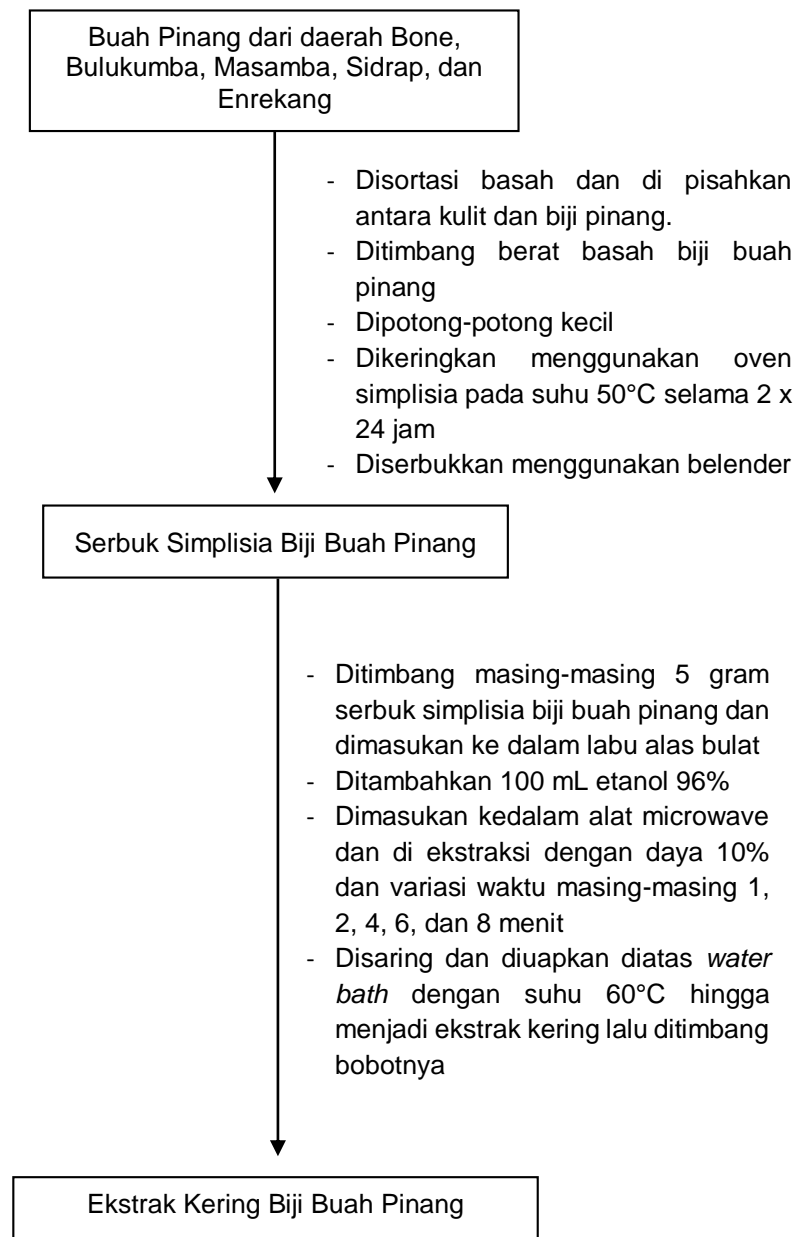 Buah Pinang dari daerah Bone,
Bulukumba, Masamba, Sidrap, dan
Enrekang
- Disortasi basah dan di pisahkan
antara kulit dan biji pinang.
- Ditimbang berat basah biji buah
pinang
- Dipotong-potong kecil
- Dikeringkan menggunakan oven
simplisia pada suhu 50°C selama 2 x
24 jam
- Diserbukkan menggunakan belender
Serbuk Simplisia Biji Buah Pinang
- Ditimbang masing-masing 5 gram
serbuk simplisia biji buah pinang dan
dimasukan ke dalam labu alas bulat
- Ditambahkan 100 mL etanol 96%
- Dimasukan kedalam alat microwave
dan di ekstraksi dengan daya 10%
dan variasi waktu masing-masing 1,
2, 4, 6, dan 8 menit
- Disaring dan diuapkan diatas water
bath dengan suhu 60°C hingga
menjadi ekstrak kering lalu ditimbang
bobotnya
Ekstrak Kering Biji Buah Pinang